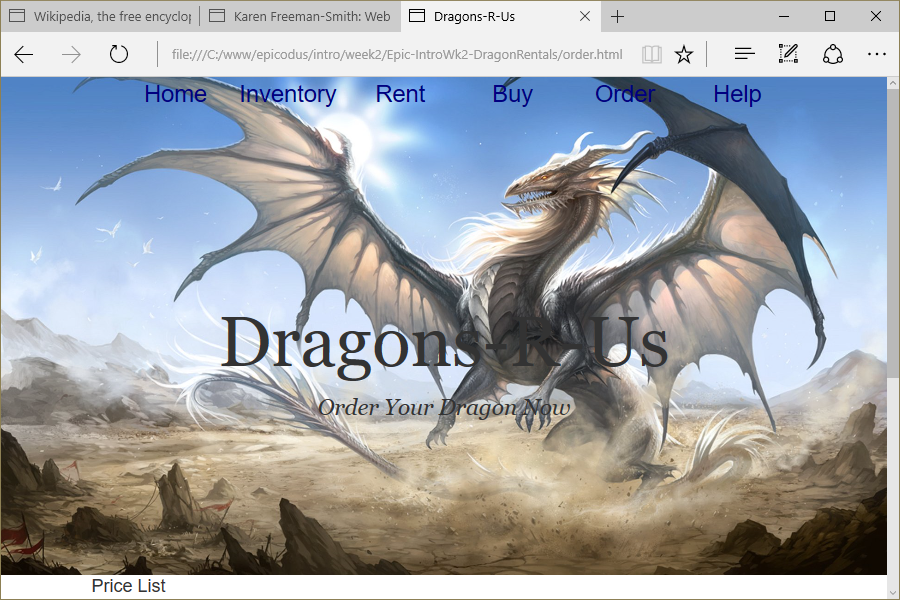 Wikipedia, the free encyclop
Karen Freeman-Smith: Web
Dragons-R-Us
file:///C:/www/epicodus/intro/week2/Epic-IntroWk2-DragonRentals/order.html
Home Inventory Rent Buy Order Help
Dragons-R-Us
Order Your Dragon Now
Price List